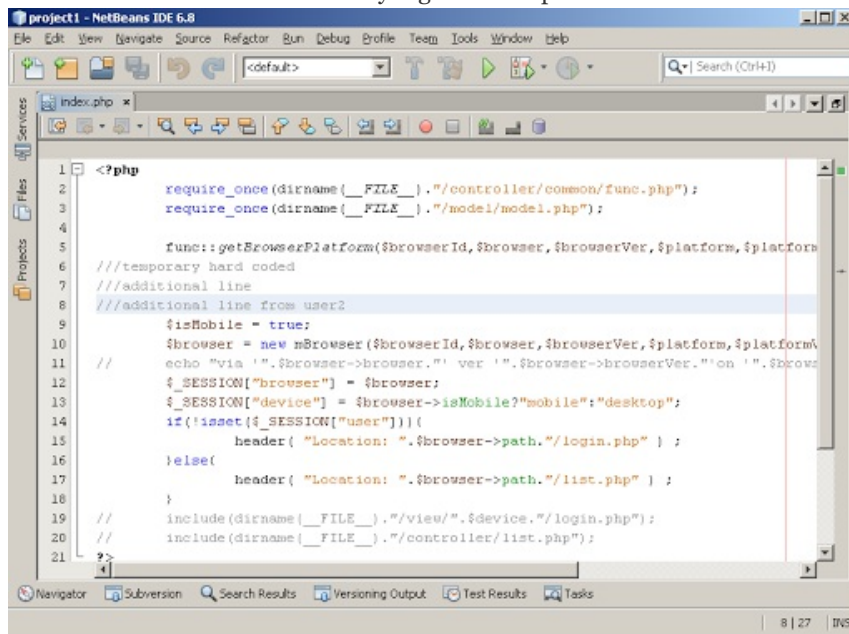 project1 - NetBeans IDE 6.8
File Edit View Navigate Source Refactor Run Debug Profile Team Tools Window Help
<default> Search (Ctrl+I)
Services
Files
Projects
index.php
1 <?php
2 require_once(dirname(__FILE__)."/controller/common/func.php");
3 require_once(dirname(__FILE__)."/model/model.php");
4
5 func::getBrowserPlatform($browserId,$browser,$browserVer,$platform,$platform
6 ///temporary hard coded
7 ///additional line
8 ///additional line from user2
9 $isMobile = true;
10 $browser = new mBrowser($browserId,$browser,$browserVer,$platform,$platform
11 // echo "via '".$browser->browser."' ver '".$browser->browserVer."'on '".$brows
12 $_SESSION["browser"] = $browser;
13 $_SESSION["device"] = $browser->isMobile?"mobile":"desktop";
14 if(!isset($_SESSION["user"])){
15 header( "Location: ".$browser->path."/login.php" ) ;
16 }else{
17 header( "Location: ".$browser->path."/list.php" ) ;
18 }
19 // include(dirname(__FILE__)."/view/".$device."/login.php");
20 // include(dirname(__FILE__)."/controller/list.php");
21 ?>
Navigator Subversion Search Results Versioning Output Test Results Tasks
8 | 27 INS